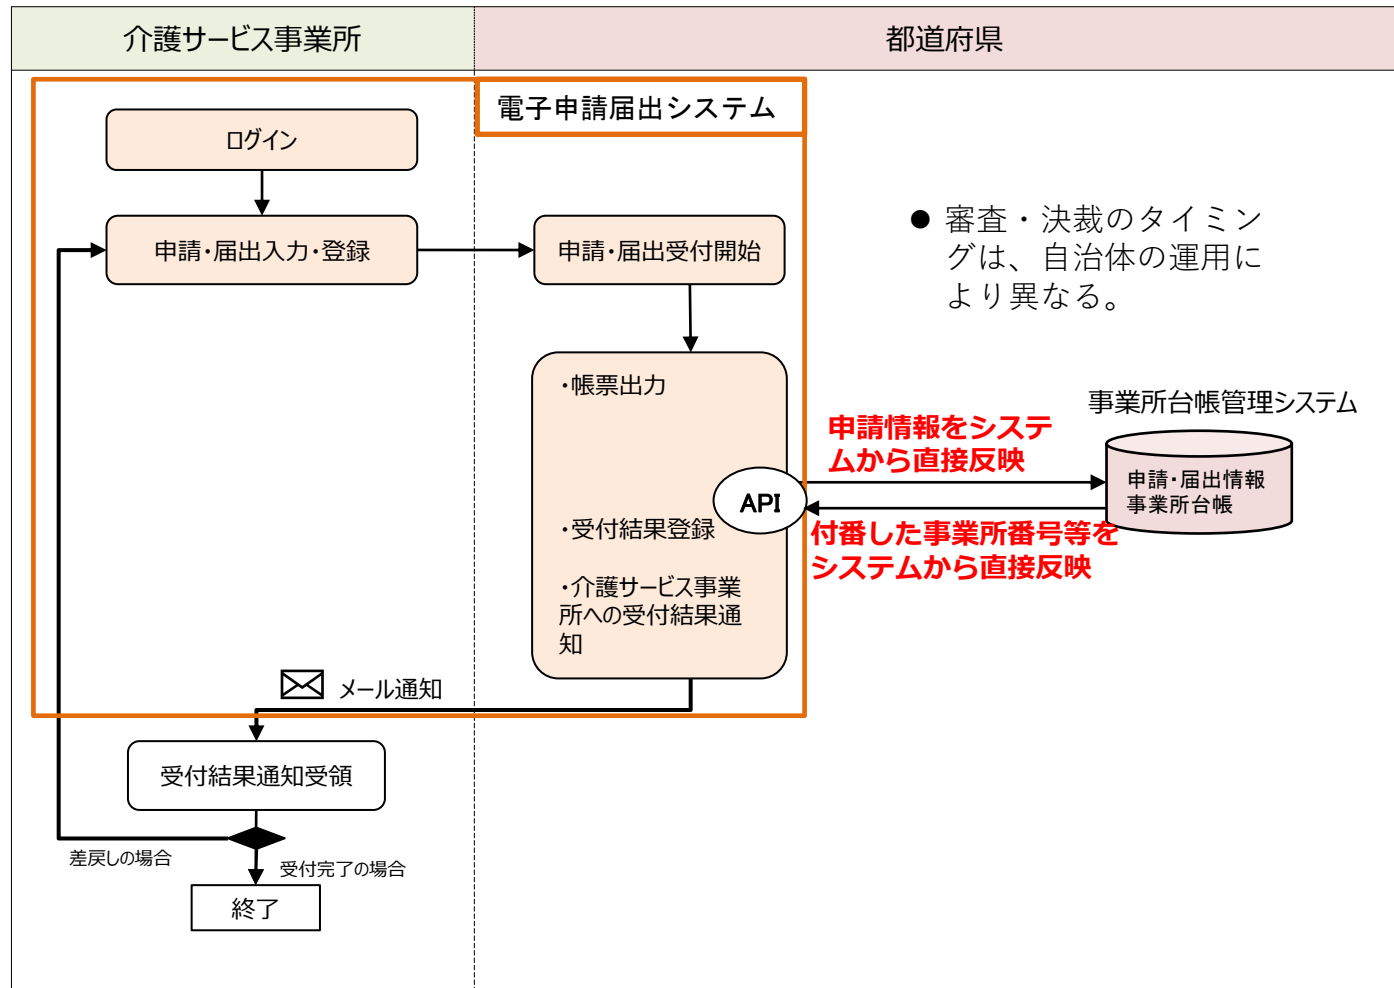 介護サービス事業所
都道府県
電子申請届出システム
ログイン
申請・届出入力・登録
申請・届出受付開始
● 審査・決裁のタイミン
グは、自治体の運用に
より異なる。
・帳票出力
事業所台帳管理システム
申請情報をシステ
ムから直接反映
申請・届出情報
事業所台帳
API
・受付結果登録
付番した事業所番号等を
システムから直接反映
・介護サービス事業
所への受付結果通
知
メール通知
受付結果通知受領
差戻しの場合
受付完了の場合
終了